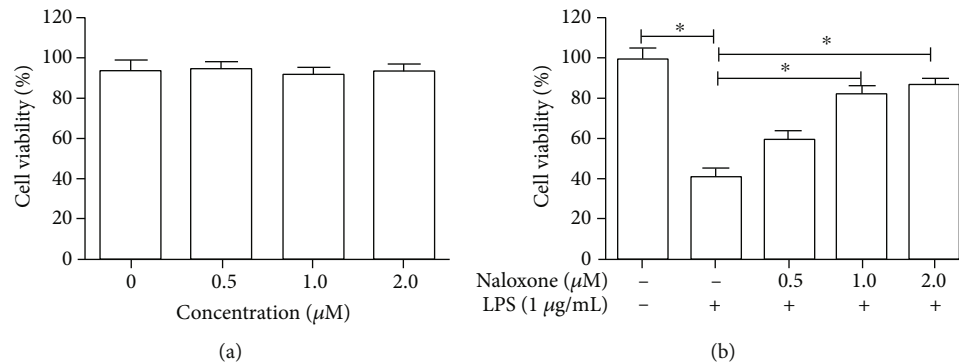 120
100
80
60
40
20
0
Cell viability (%)
0 0.5 1.0 2.0
Concentration (μM)
(a)
120
100
80
60
40
20
0
Cell viability (%)
* * *
Naloxone (μM) – – 0.5 1.0 2.0
LPS (1 μg/mL) – + + + +
(b)